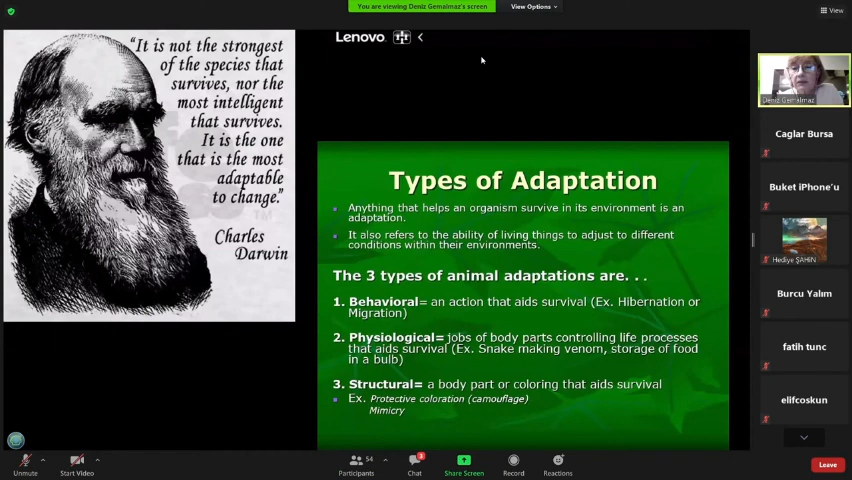 You are viewing Deniz Gemalmaz's screen
View Options
View
"It is not the strongest
of the species that
survives, nor the
most intelligent
that survives.
It is the one
that is the most
adaptable
to change."
Charles
Darwin
Lenovo
Types of Adaptation
Anything that helps an organism survive in its environment is an
adaptation.
It also refers to the ability of living things to adjust to different
conditions within their environments.
The 3 types of animal adaptations are. . .
1. Behavioral= an action that aids survival (Ex. Hibernation or
Migration)
2. Physiological= jobs of body parts controlling life processes
that aids survival (Ex. Snake making venom, storage of food
in a bulb)
3. Structural= a body part or coloring that aids survival
Ex. Protective coloration (camouflage)
Mimicry
Deniz Gemalmaz
Caglar Bursa
Buket iPhone'u
Hediye ŞAHİN
Burcu Yalım
fatih tunc
elifcoskun
Unmute
Start Video
54
Participants
3
Chat
Share Screen
Record
Reactions
Leave